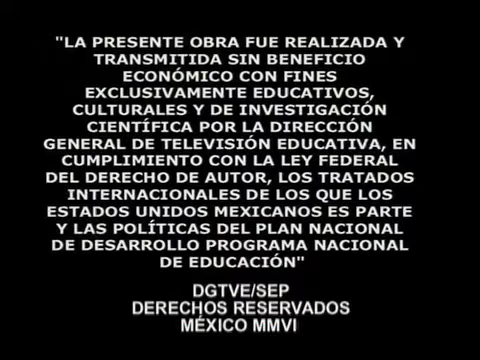 "LA PRESENTE OBRA FUE REALIZADA Y
TRANSMITIDA SIN BENEFICIO
ECONÓMICO CON FINES
EXCLUSIVAMENTE EDUCATIVOS,
CULTURALES Y DE INVESTIGACIÓN
CIENTÍFICA POR LA DIRECCIÓN
GENERAL DE TELEVISIÓN EDUCATIVA, EN
CUMPLIMIENTO CON LA LEY FEDERAL
DEL DERECHO DE AUTOR, LOS TRATADOS
INTERNACIONALES DE LOS QUE LOS
ESTADOS UNIDOS MEXICANOS ES PARTE
Y LAS POLÍTICAS DEL PLAN NACIONAL
DE DESARROLLO PROGRAMA NACIONAL
DE EDUCACIÓN"
DGTVE/SEP
DERECHOS RESERVADOS
MÉXICO MMVI